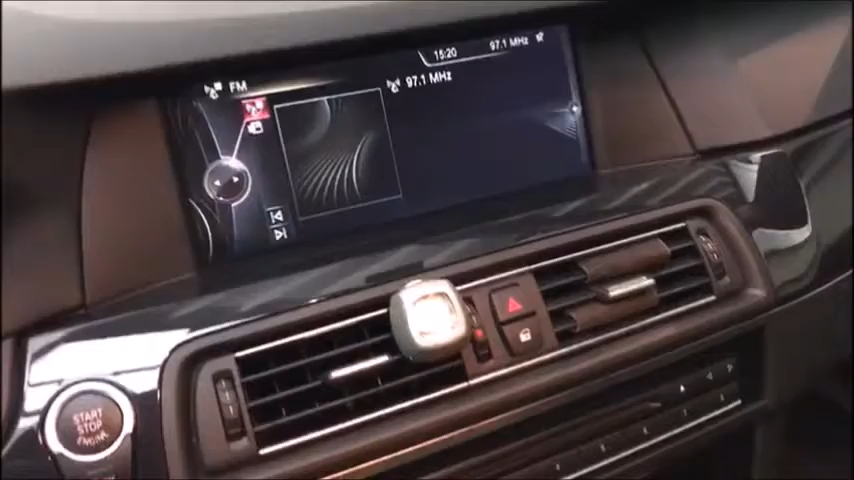 15:20
97.1 MHz
FM
97.1 MHz
START
STOP
ENGINE